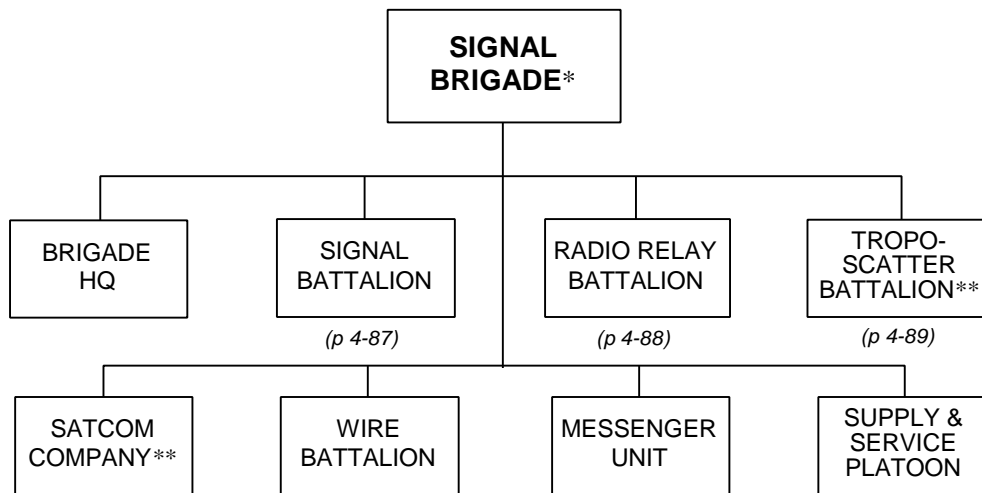 SIGNAL
BRIGADE*
BRIGADE
HQ
SIGNAL
BATTALION
RADIO RELAY
BATTALION
TROPO-
SCATTER
BATTALION**
(p 4-87)
(p 4-88)
(p 4-89)
SATCOM
COMPANY**
WIRE
BATTALION
MESSENGER
UNIT
SUPPLY &
SERVICE
PLATOON